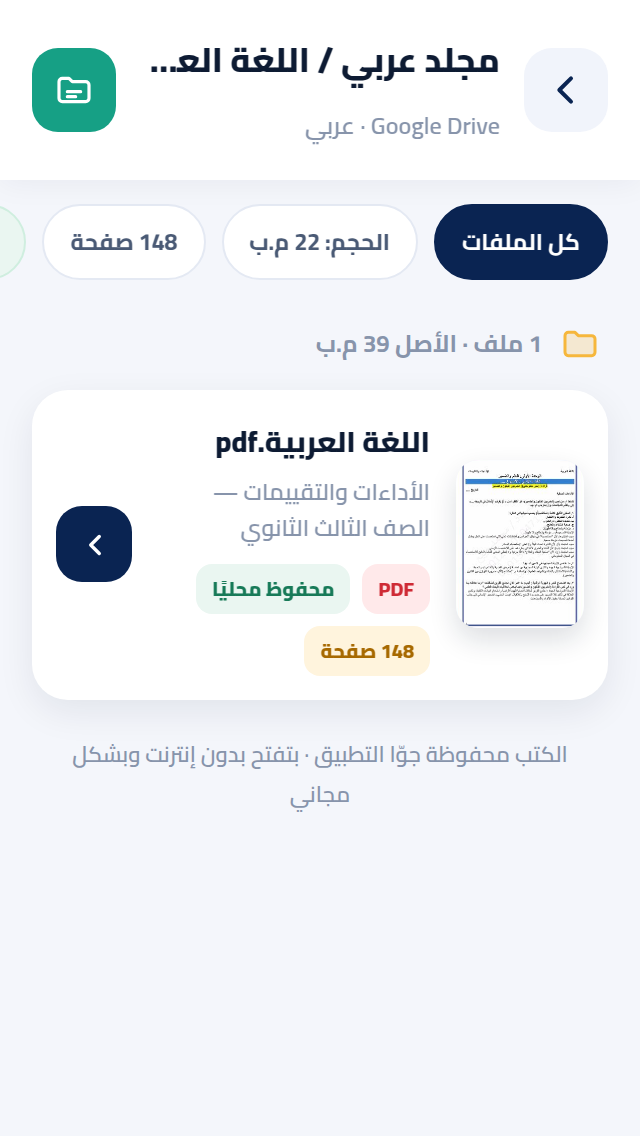 مجلد عربي / اللغة العـ...
Google Drive · عربي
كل الملفات
الحجم: 22 م.ب
148 صفحة
1 ملف · الأصل 39 م.ب
اللغة العربية.pdf
الأداءات والتقييمات —
الصف الثالث الثانوي
PDF
محفوظ محليًا
148 صفحة
الكتب محفوظة جوّا التطبيق · بتفتح بدون إنترنت وبشكل
مجاني